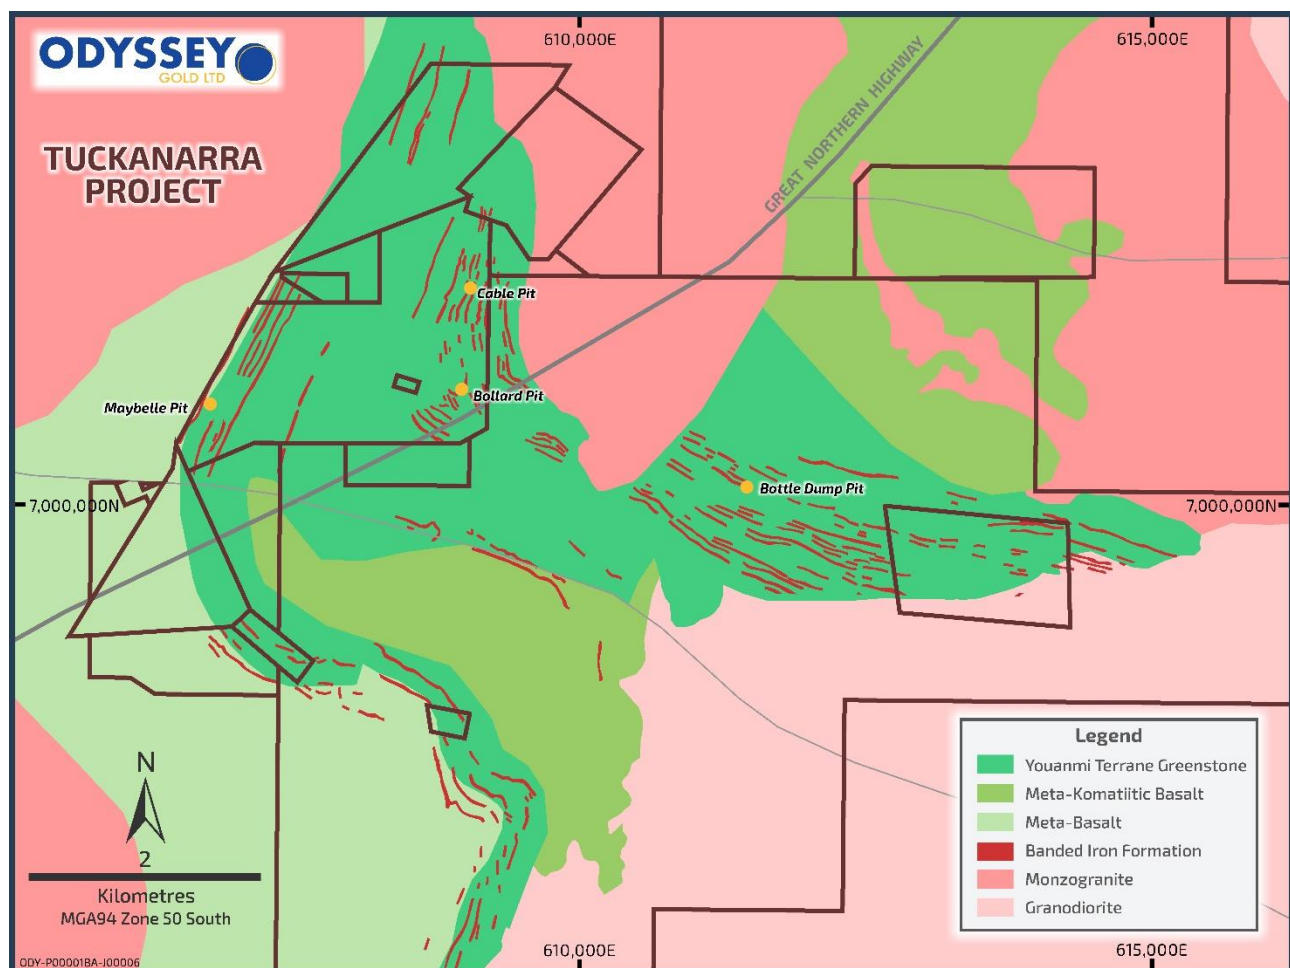 ODYSSEY
GOLD LTD
610,000E
615,000E
TUCKANARRA
PROJECT
GREAT NORTHERN HIGHWAY
Cable Pit
Bollard Pit
Maybelle Pit
Bottle Dump Pit
7,000,000N
7,000,000N
N
2
Kilometres
MGA94 Zone 50 South
Legend
Youanmi Terrane Greenstone
Meta-Komatiitic Basalt
Meta-Basalt
Banded Iron Formation
Monzogranite
Granodiorite
610,000E
615,000E
ODY-P00001BA-J00006